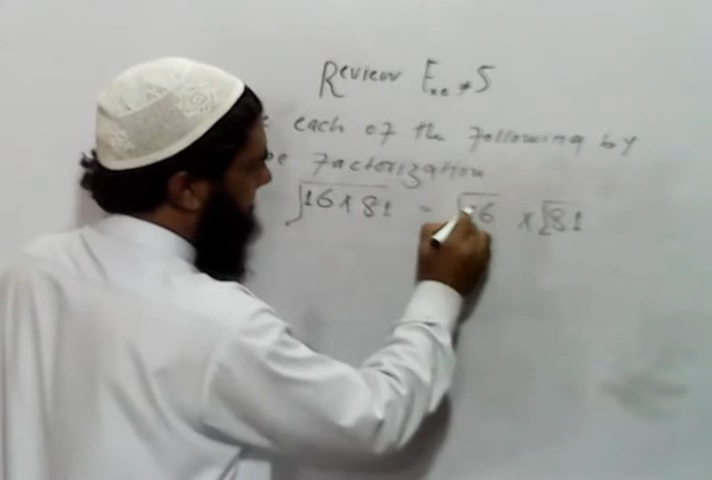 Review Ex # 5
each of the following by
Factorization
√16×81 = √16 × √81